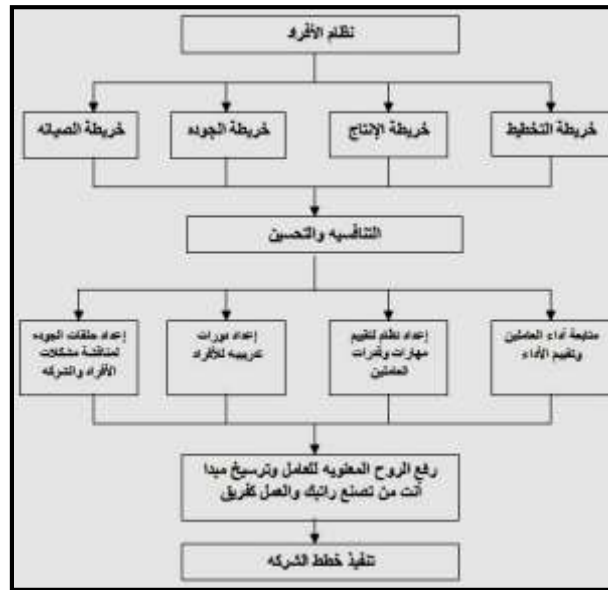 نظام الأفراد
خريطة التخطيط
خريطة الإنتاج
خريطة الجوده
خريطة الصيانه
التنافسيه والتحسين
متابعة أداء العاملين
وتقييم الأداء
إعداد نظام لتقييم
مهارات وقدرات
العاملين
إعداد دورات
تدريبيه للأفراد
إعداد حلقات الجوده
لمناقشة مشكلات
الأفراد والشركه
رفع الروح المعنويه للعامل وترسيخ مبدا
أنت من تصنع راتبك والعمل كفريق
تنفيذ خطط الشركه